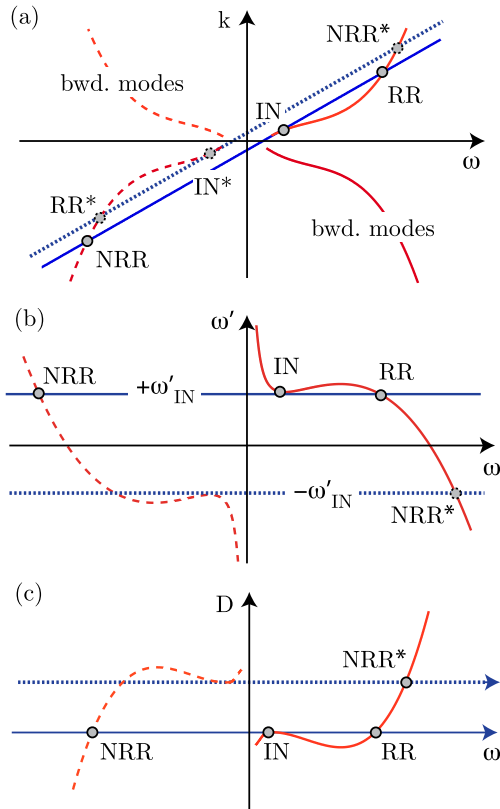 (a)
k
NRR*
bwd. modes
IN
RR
ω
IN*
RR*
NRR
bwd. modes
(b)
ω′
NRR
+ω′IN
IN
RR
ω
−ω′IN
NRR*
(c)
D
NRR*
NRR
IN
RR
ω